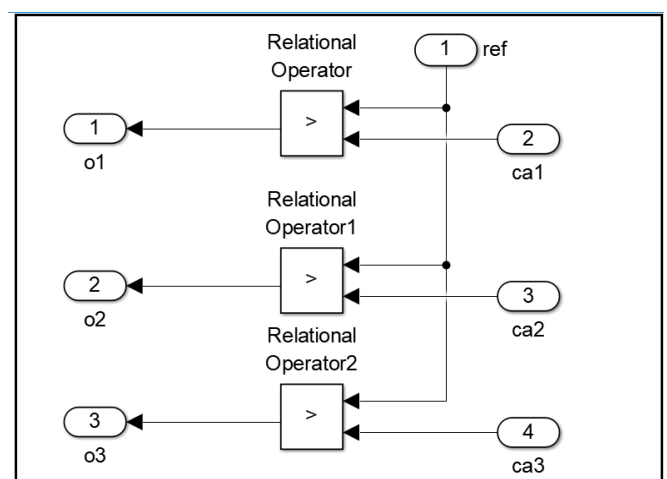 Relational
Operator
1
ref
>
1
o1
2
ca1
Relational
Operator1
>
2
o2
3
ca2
Relational
Operator2
>
3
o3
4
ca3